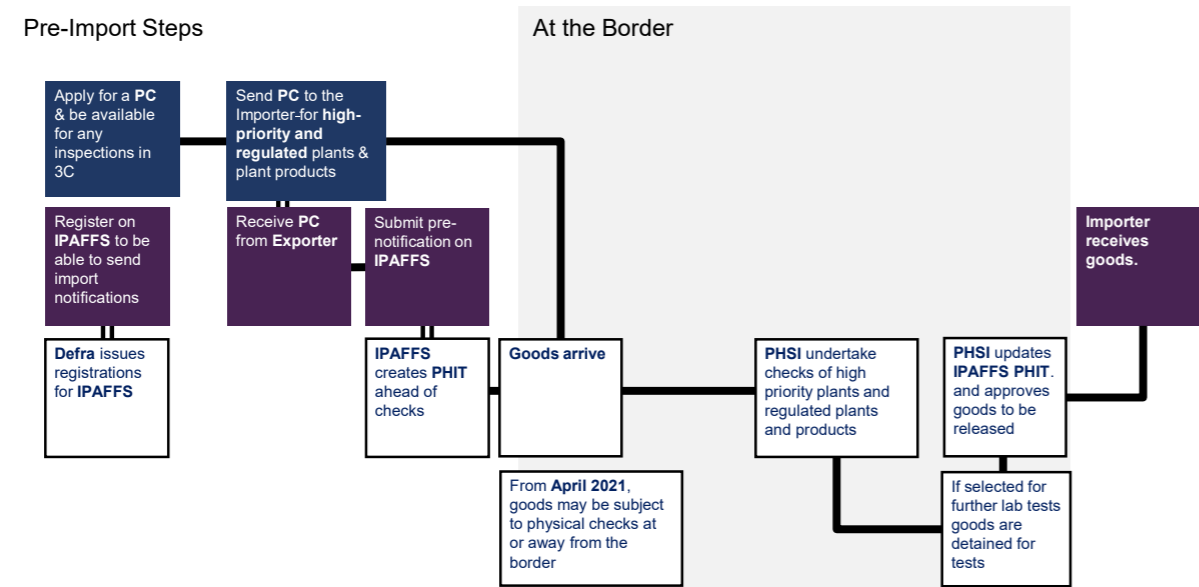 Pre-Import Steps
At the Border
Apply for a PC
& be available
for any
inspections in
3C
Send PC to the
Importer-for high-
priority and
regulated plants &
plant products
Register on
IPAFFS to be
able to send
import
notifications
Receive PC
from Exporter
Submit pre-
notification on
IPAFFS
Importer
receives
goods.
Defra issues
registrations
for IPAFFS
IPAFFS
creates PHIT
ahead of
checks
Goods arrive
PHSI undertake
checks of high
priority plants and
regulated plants
and products
PHSI updates
IPAFFS PHIT.
and approves
goods to be
released
From April 2021,
goods may be subject
to physical checks at
or away from the
border
If selected for
further lab tests
goods are
detained for
tests